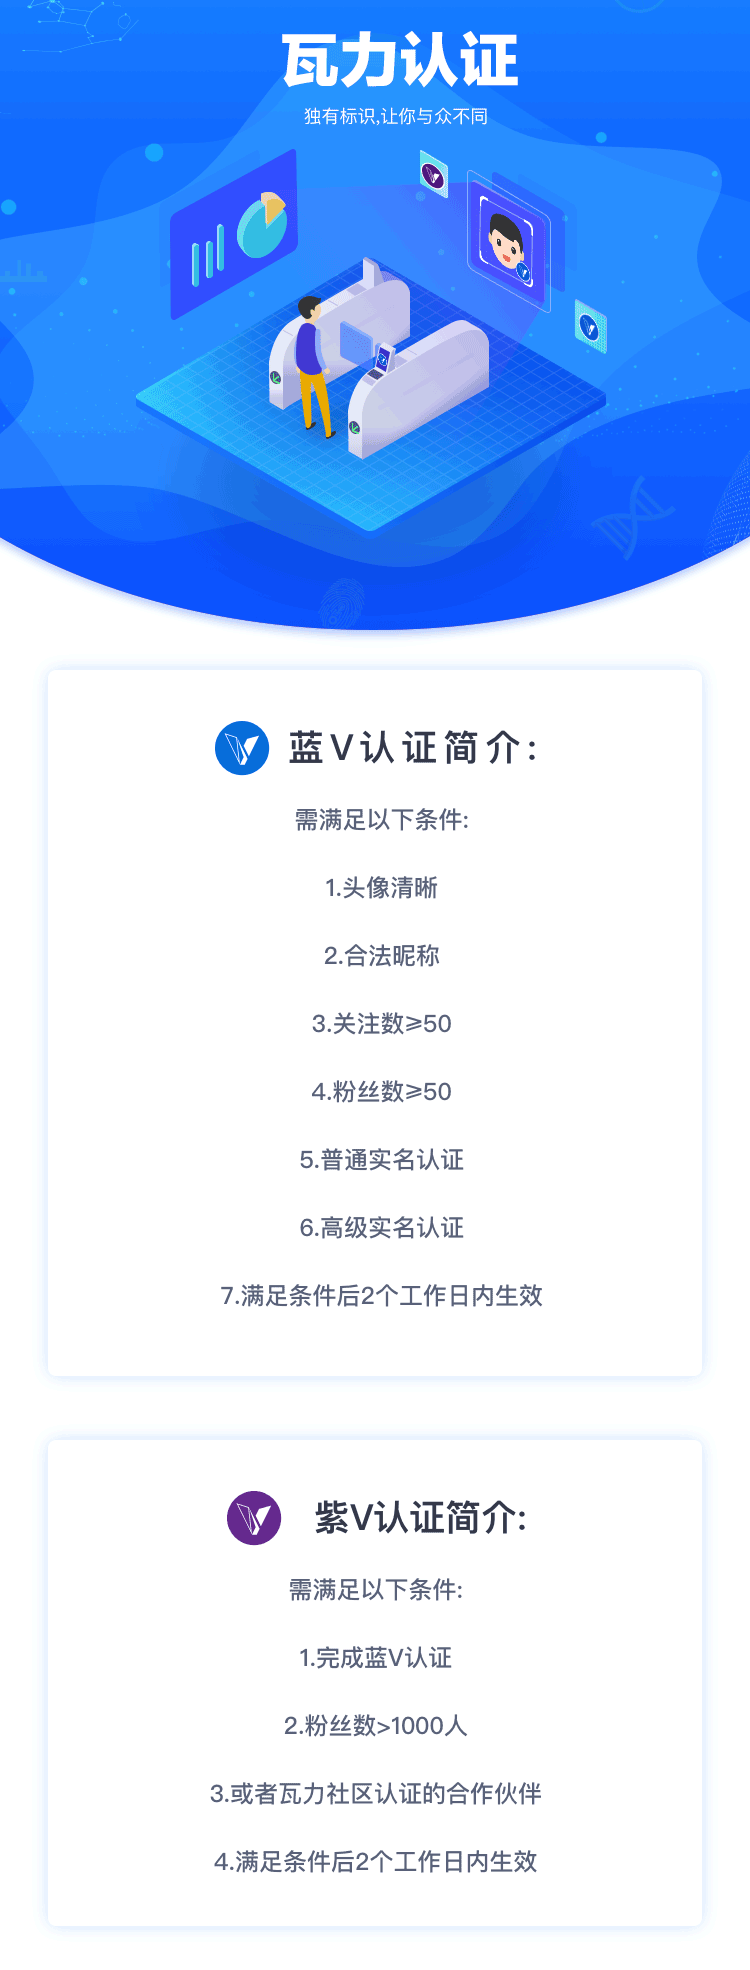 瓦力认证
独有标识,让你与众不同
蓝V认证简介:
需满足以下条件:
1.头像清晰
2.合法昵称
3.关注数⩾50
4.粉丝数⩾50
5.普通实名认证
6.高级实名认证
7.满足条件后2个工作日内生效
紫V认证简介:
需满足以下条件:
1.完成蓝V认证
2.粉丝数>1000人
3.或者瓦力社区认证的合作伙伴
4.满足条件后2个工作日内生效